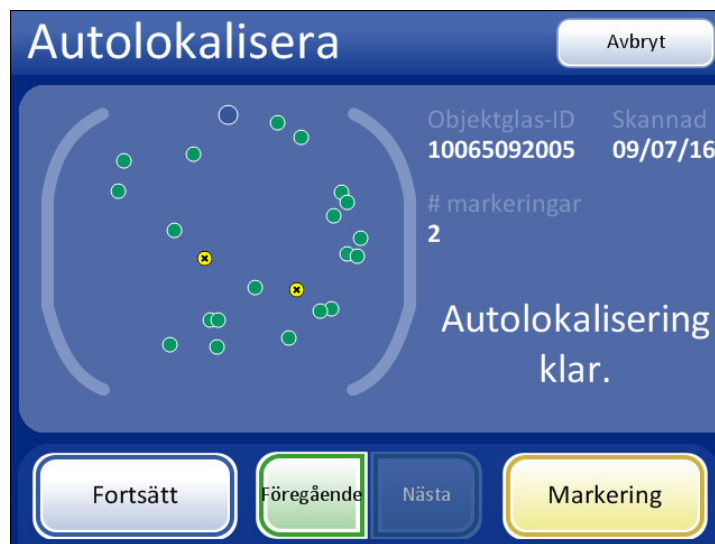 Autolokalisera
Avbryt
Objektglas-ID
Skannad
10065092005
09/07/16
# markeringar
2
Autolokalisering
klar.
Fortsätt
Föregående
Nästa
Markering